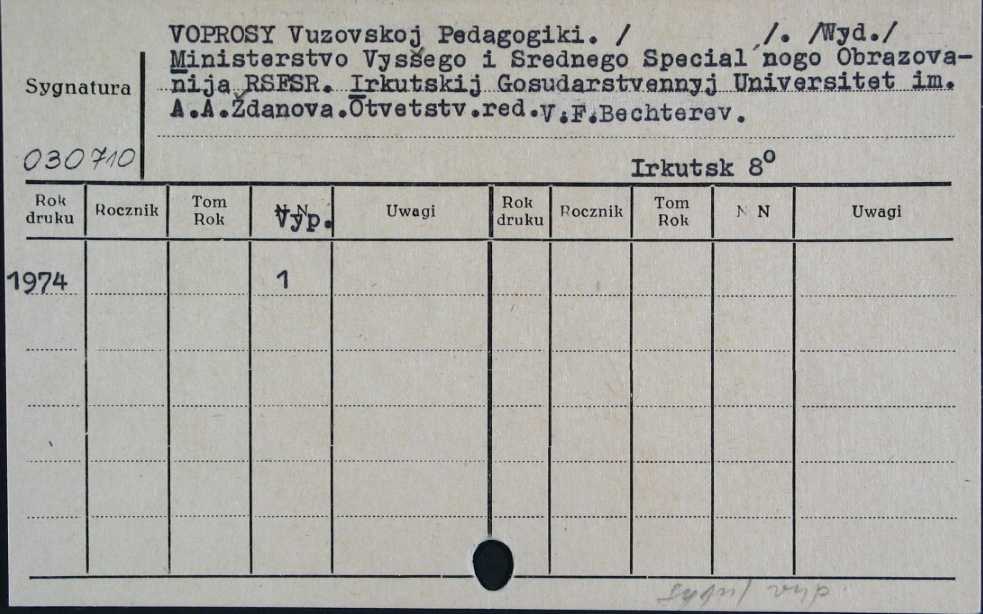 VOPROSY Vuzovskoj Pedagogiki. / /. /Wyd./
Ministerstvo Vysšego i Srednego Special'nogo Obrazova-
nija RSFSR. Irkutskij Gosudarstvennyj Universitet im.
A.A.Ždanova.Otvetstv.red.V.F.Bechterev.
Sygnatura
030710
Irkutsk 8º
Rok druku Rocznik Tom Rok N N Vyp. Uwagi Rok druku Rocznik Tom Rok N N Uwagi
1974 1
vyp.